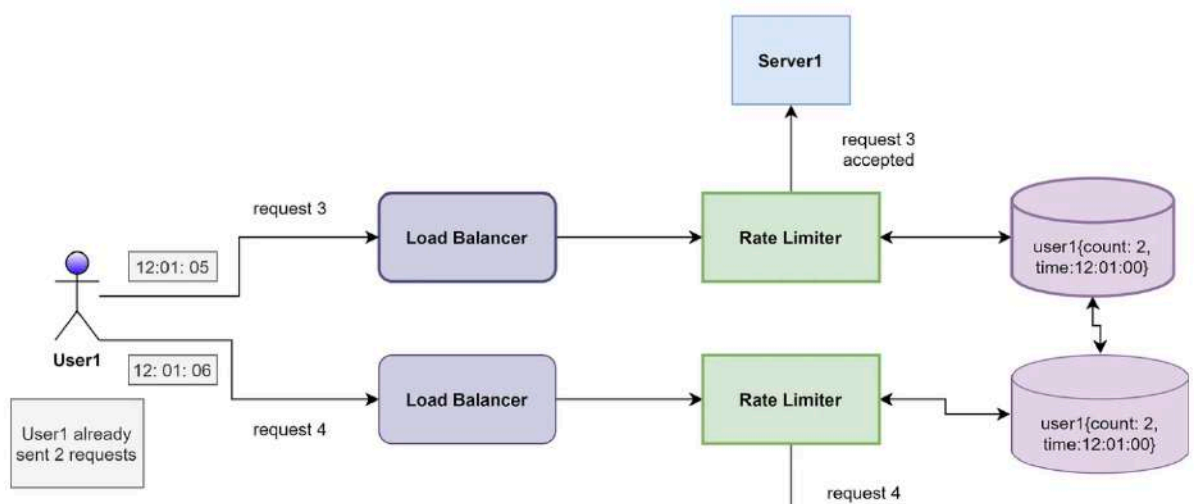 Server1
request 3
accepted
request 3
Load Balancer
Rate Limiter
user1{count: 2,
time:12:01:00}
12:01: 05
User1
12: 01: 06
Load Balancer
Rate Limiter
user1{count: 2,
time:12:01:00}
User1 already
sent 2 requests
request 4
request 4